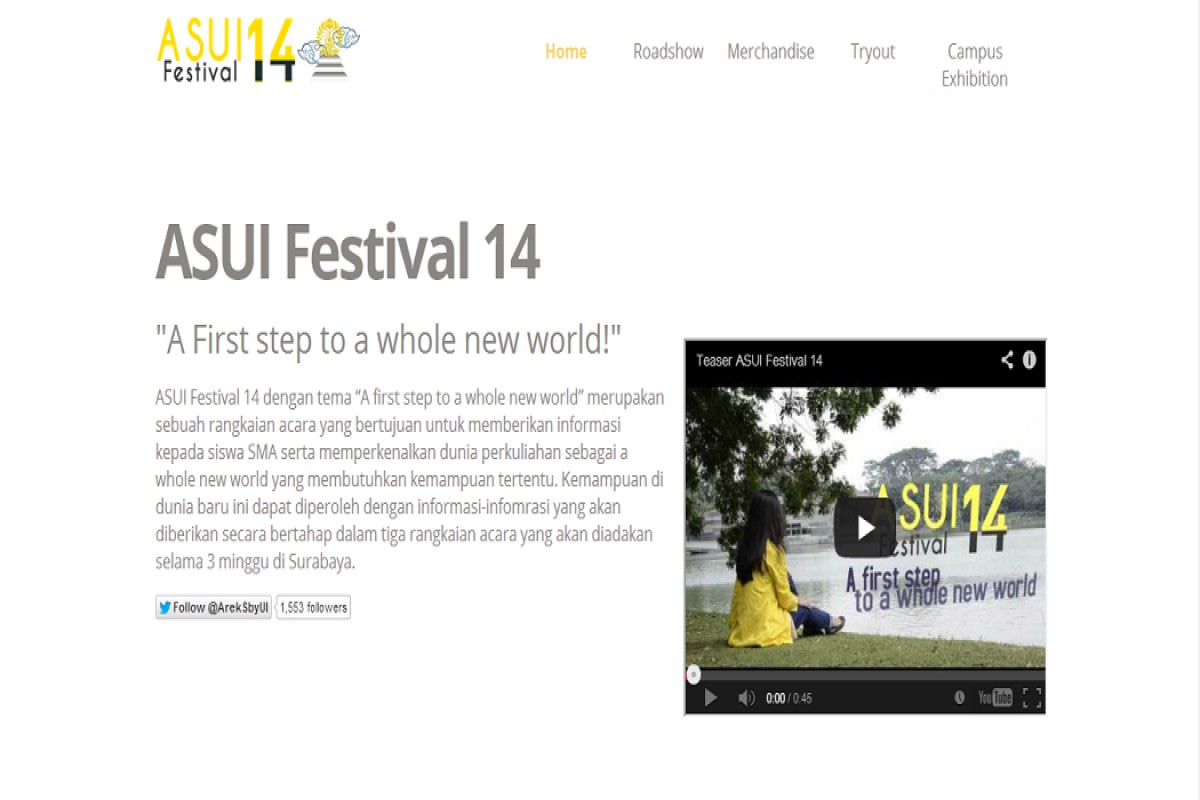 ASUI 14
Festival
Home
Roadshow
Merchandise
Tryout
Campus
Exhibition
ASUI Festival 14
"A First step to a whole new world!"
ASUI Festival 14 dengan tema “A first step to a whole new world” merupakan
sebuah rangkaian acara yang bertujuan untuk memberikan informasi
kepada siswa SMA serta memperkenalkan dunia perkuliahan sebagai a
whole new world yang membutuhkan kemampuan tertentu. Kemampuan di
dunia baru ini dapat diperoleh dengan informasi-infomrasi yang akan
diberikan secara bertahap dalam tiga rangkaian acara yang akan diadakan
selama 3 minggu di Surabaya.
Follow @ArekSbyUI
1,553 followers
Teaser ASUI Festival 14
ASUI 14
Festival
A first step
to a whole new world
0:00 / 0:45
YouTube